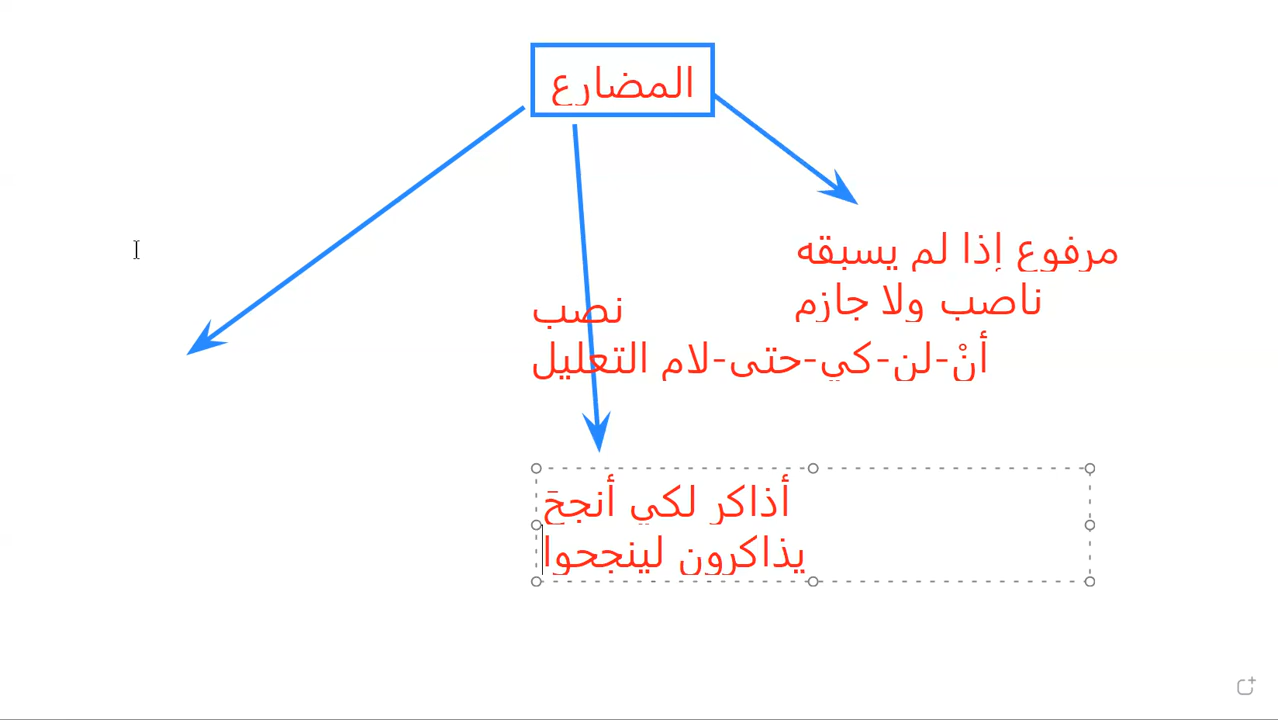 المضارع
مرفوع إذا لم يسبقه
ناصب ولا جازم
نصب
أنْ-لن-كي-حتى-لام التعليل
أذاكر لكي أنجحَ
يذاكرون لينجحوا